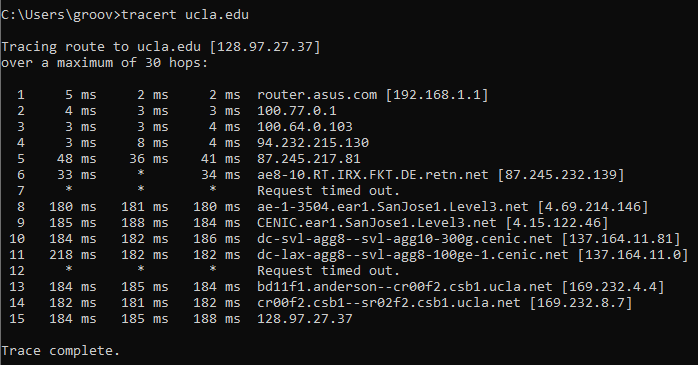 C:\Users\groov>tracert ucla.edu
Tracing route to ucla.edu [128.97.27.37]
over a maximum of 30 hops:
1 5 ms 2 ms 2 ms router.asus.com [192.168.1.1]
2 4 ms 3 ms 3 ms 100.77.0.1
3 3 ms 3 ms 4 ms 100.64.0.103
4 3 ms 8 ms 4 ms 94.232.215.130
5 48 ms 36 ms 41 ms 87.245.217.81
6 33 ms * 34 ms ae8-10.RT.IRX.FKT.DE.retn.net [87.245.232.139]
7 * * * Request timed out.
8 180 ms 181 ms 180 ms ae-1-3504.ear1.SanJose1.Level3.net [4.69.214.146]
9 185 ms 188 ms 184 ms CENIC.ear1.SanJose1.Level3.net [4.15.122.46]
10 184 ms 182 ms 186 ms dc-svl-agg8--svl-agg10-300g.cenic.net [137.164.11.81]
11 218 ms 182 ms 182 ms dc-lax-agg8--svl-agg8-100ge-1.cenic.net [137.164.11.0]
12 * * * Request timed out.
13 184 ms 185 ms 184 ms bd11f1.anderson--cr00f2.csb1.ucla.net [169.232.4.4]
14 182 ms 181 ms 182 ms cr00f2.csb1--sr02f2.csb1.ucla.net [169.232.8.7]
15 184 ms 185 ms 188 ms 128.97.27.37
Trace complete.